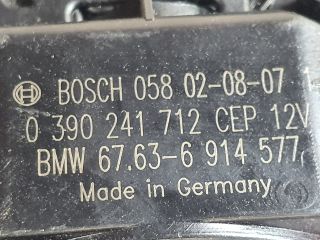 BOSCH 058 02-08-07
0 390 241 712 CEP 12V
BMW 67.63-6 914 577
Made in Germany